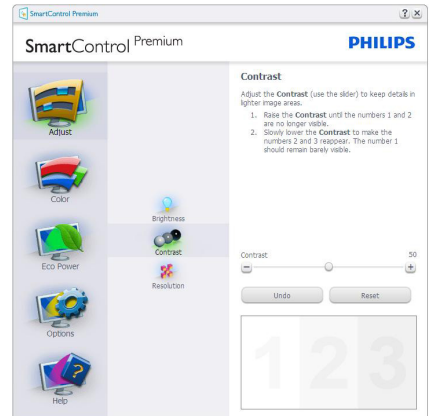 SmartControl Premium
? ×
SmartControl Premium
PHILIPS
Adjust
Color
Eco Power
Options
Help
Brightness
Contrast
Resolution
Contrast
Adjust the Contrast (use the slider) to keep details in
lighter image areas.
1. Raise the Contrast until the numbers 1 and 2
are no longer visible.
2. Slowly lower the Contrast to make the
numbers 2 and 3 reappear. The number 1
should remain barely visible.
Contrast 50
− +
Undo Reset
1 2 3